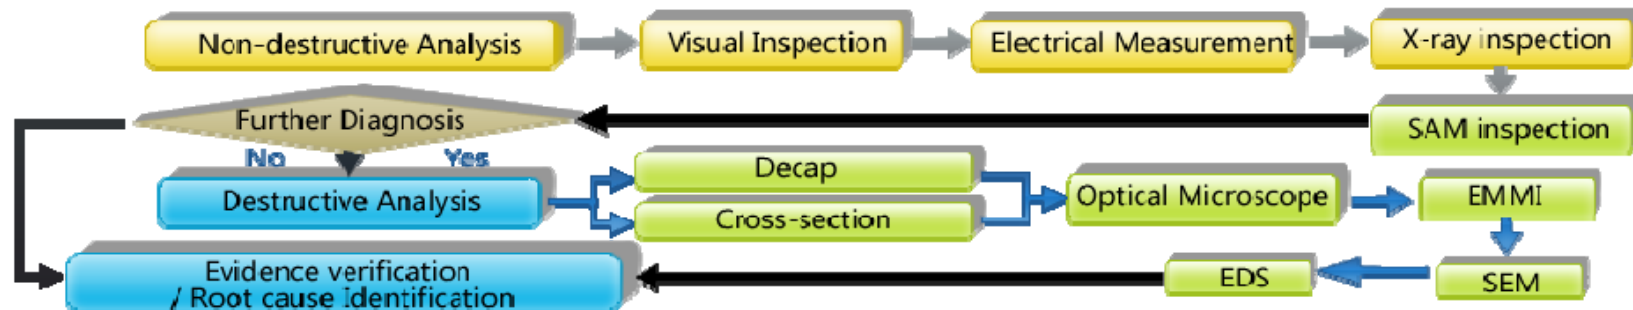 Non-destructive Analysis
Visual Inspection
Electrical Measurement
X-ray inspection
Further Diagnosis
SAM inspection
No
Yes
Destructive Analysis
Decap
Cross-section
Optical Microscope
EMMI
Evidence verification
/ Root cause Identification
EDS
SEM